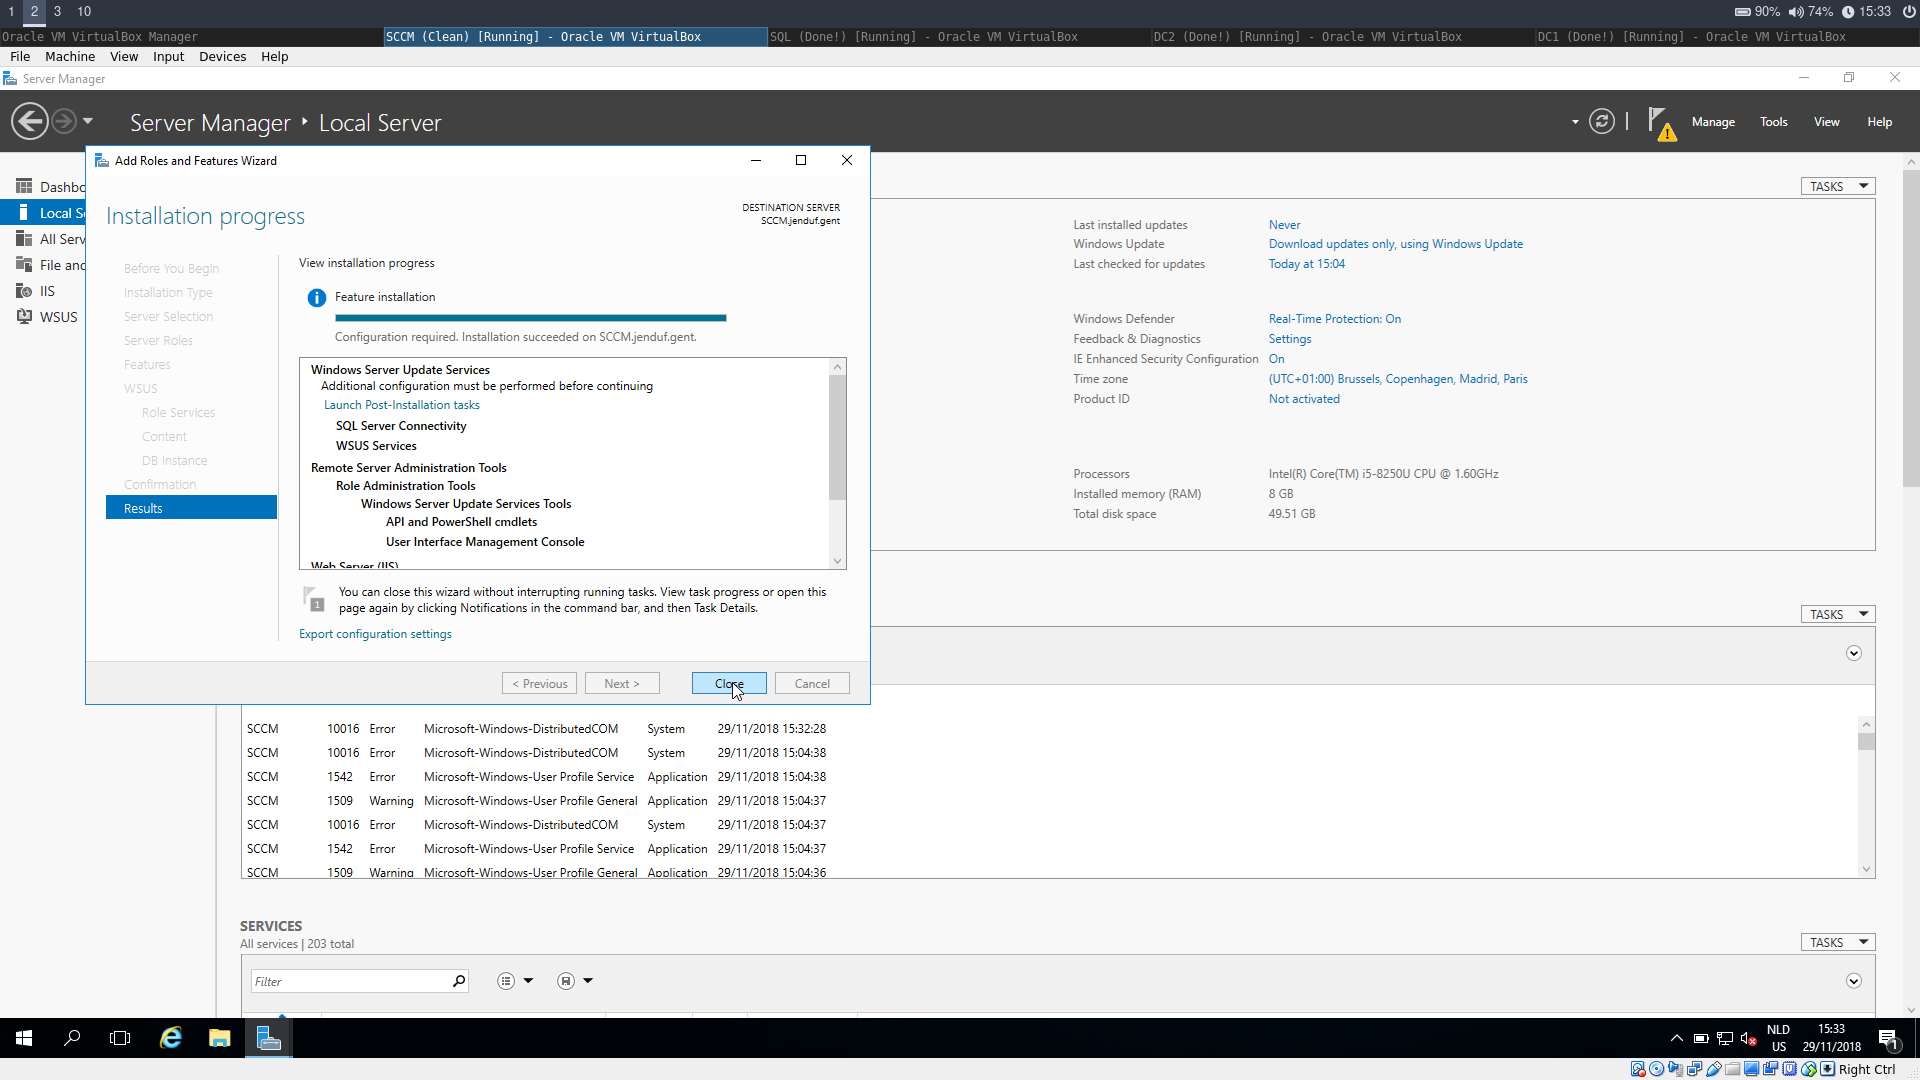 1 2 3 10
90% 74% 15:33
Oracle VM VirtualBox Manager
SCCM (Clean) [Running] - Oracle VM VirtualBox
SQL (Done!) [Running] - Oracle VM VirtualBox
DC2 (Done!) [Running] - Oracle VM VirtualBox
DC1 (Done!) [Running] - Oracle VM VirtualBox
File Machine View Input Devices Help
Server Manager
Server Manager Local Server
Manage Tools View Help
Add Roles and Features Wizard
Installation progress
DESTINATION SERVER
SCCM.jenduf.gent
Dashbo
Local S
All Serv
File and
IIS
WSUS
Before You Begin
Installation Type
Server Selection
Server Roles
Features
WSUS
Role Services
Content
DB Instance
Confirmation
Results
View installation progress
Feature installation
Configuration required. Installation succeeded on SCCM.jenduf.gent.
Windows Server Update Services
Additional configuration must be performed before continuing
Launch Post-Installation tasks
SQL Server Connectivity
WSUS Services
Remote Server Administration Tools
Role Administration Tools
Windows Server Update Services Tools
API and PowerShell cmdlets
User Interface Management Console
Web Server (IIS)
1
You can close this wizard without interrupting running tasks. View task progress or open this
page again by clicking Notifications in the command bar, and then Task Details.
Export configuration settings
< Previous Next > Close Cancel
TASKS
Last installed updates Never
Windows Update Download updates only, using Windows Update
Last checked for updates Today at 15:04
Windows Defender Real-Time Protection: On
Feedback & Diagnostics Settings
IE Enhanced Security Configuration On
Time zone (UTC+01:00) Brussels, Copenhagen, Madrid, Paris
Product ID Not activated
Processors Intel(R) Core(TM) i5-8250U CPU @ 1.60GHz
Installed memory (RAM) 8 GB
Total disk space 49.51 GB
TASKS
SCCM 10016 Error Microsoft-Windows-DistributedCOM System 29/11/2018 15:32:28
SCCM 10016 Error Microsoft-Windows-DistributedCOM System 29/11/2018 15:04:38
SCCM 1542 Error Microsoft-Windows-User Profile Service Application 29/11/2018 15:04:38
SCCM 1509 Warning Microsoft-Windows-User Profile General Application 29/11/2018 15:04:37
SCCM 10016 Error Microsoft-Windows-DistributedCOM System 29/11/2018 15:04:37
SCCM 1542 Error Microsoft-Windows-User Profile Service Application 29/11/2018 15:04:37
SCCM 1509 Warning Microsoft-Windows-User Profile General Application 29/11/2018 15:04:36
SERVICES
All services | 203 total
TASKS
Filter
NLD
US
15:33
29/11/2018
1
Right Ctrl